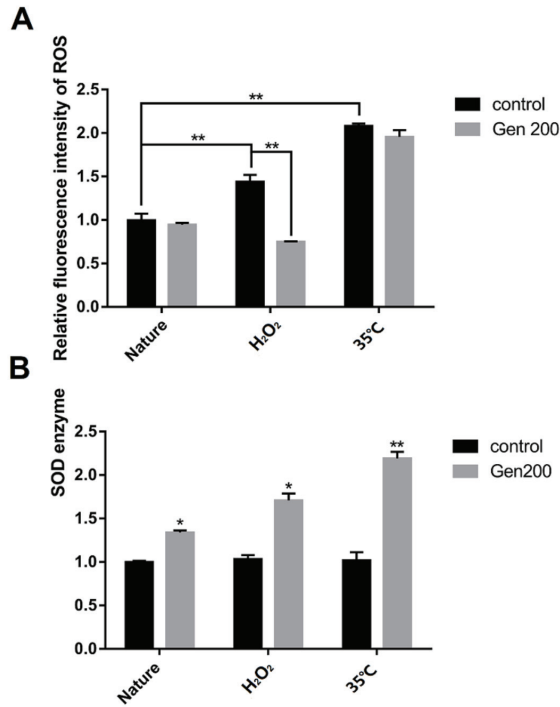 A
Relative fluorescence intensity of ROS
2.5
2.0
1.5
1.0
0.5
0.0
**
**
**
Nature
H₂O₂
35℃
control
Gen 200
B
SOD enzyme
2.5
2.0
1.5
1.0
0.5
0.0
*
*
**
Nature
H₂O₂
35℃
control
Gen200